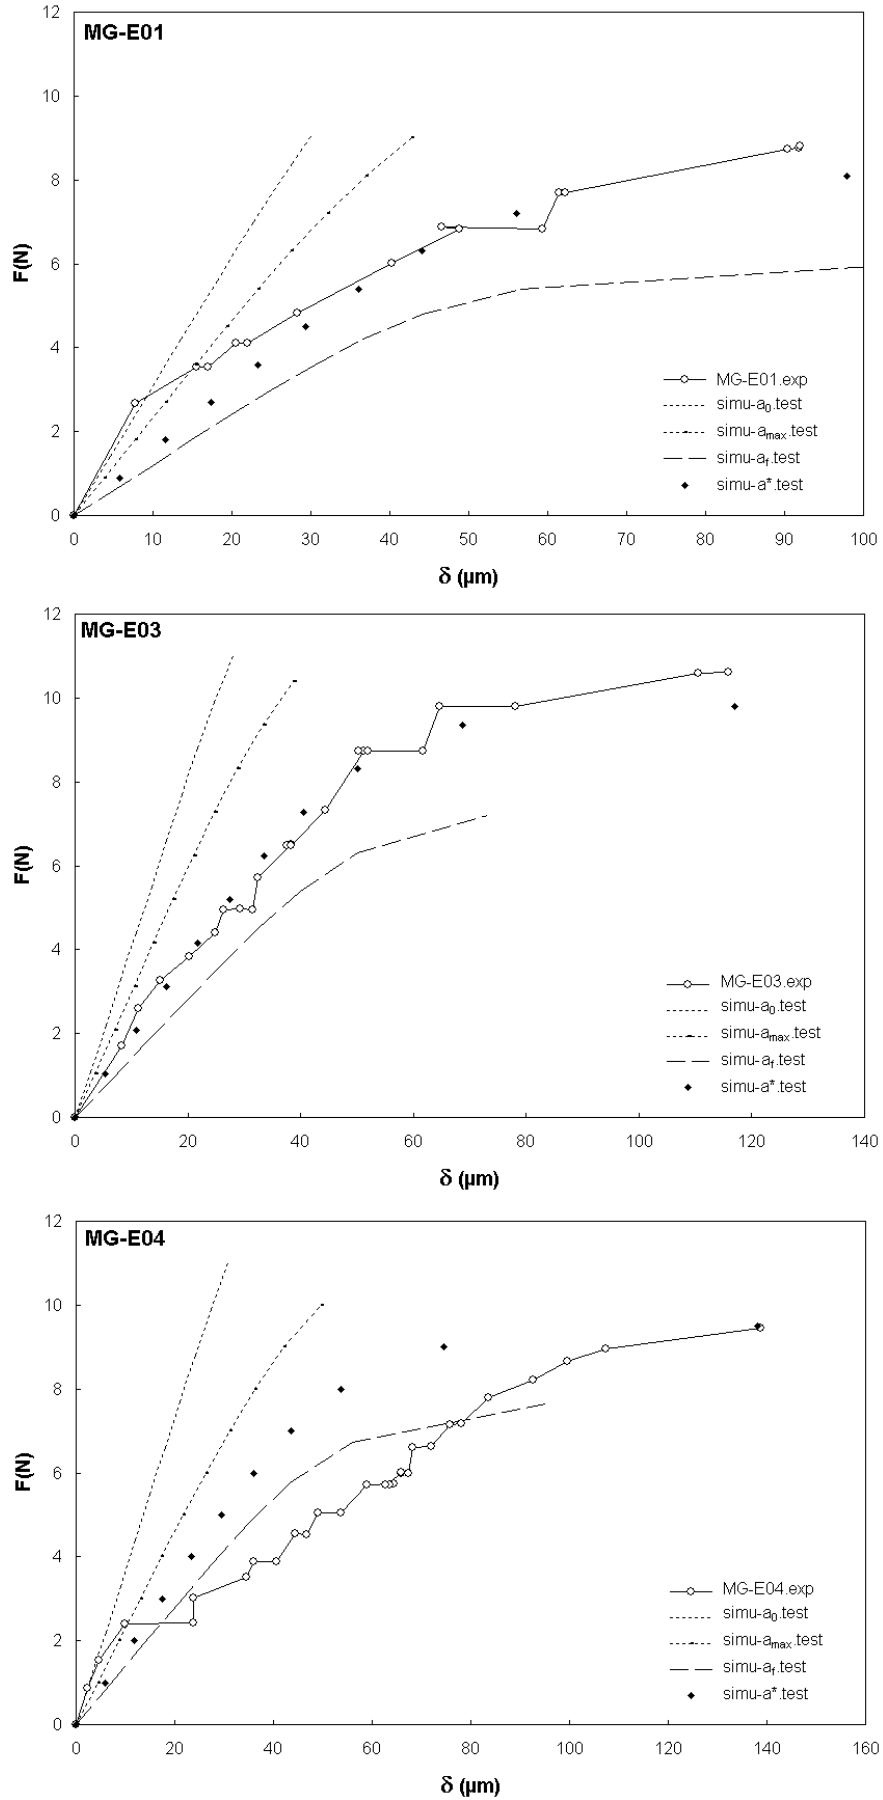 MG-E01
12
10
8
6
4
2
0
F(N)
0 10 20 30 40 50 60 70 80 90 100
δ (µm)
MG-E01.exp
simu-a₀.test
simu-aₘₐₓ.test
simu-a_f.test
simu-a*.test
MG-E03
12
10
8
6
4
2
0
F(N)
0 20 40 60 80 100 120 140
δ (µm)
MG-E03.exp
simu-a₀.test
simu-aₘₐₓ.test
simu-a_f.test
simu-a*.test
MG-E04
12
10
8
6
4
2
0
F(N)
0 20 40 60 80 100 120 140 160
δ (µm)
MG-E04.exp
simu-a₀.test
simu-aₘₐₓ.test
simu-a_f.test
simu-a*.test